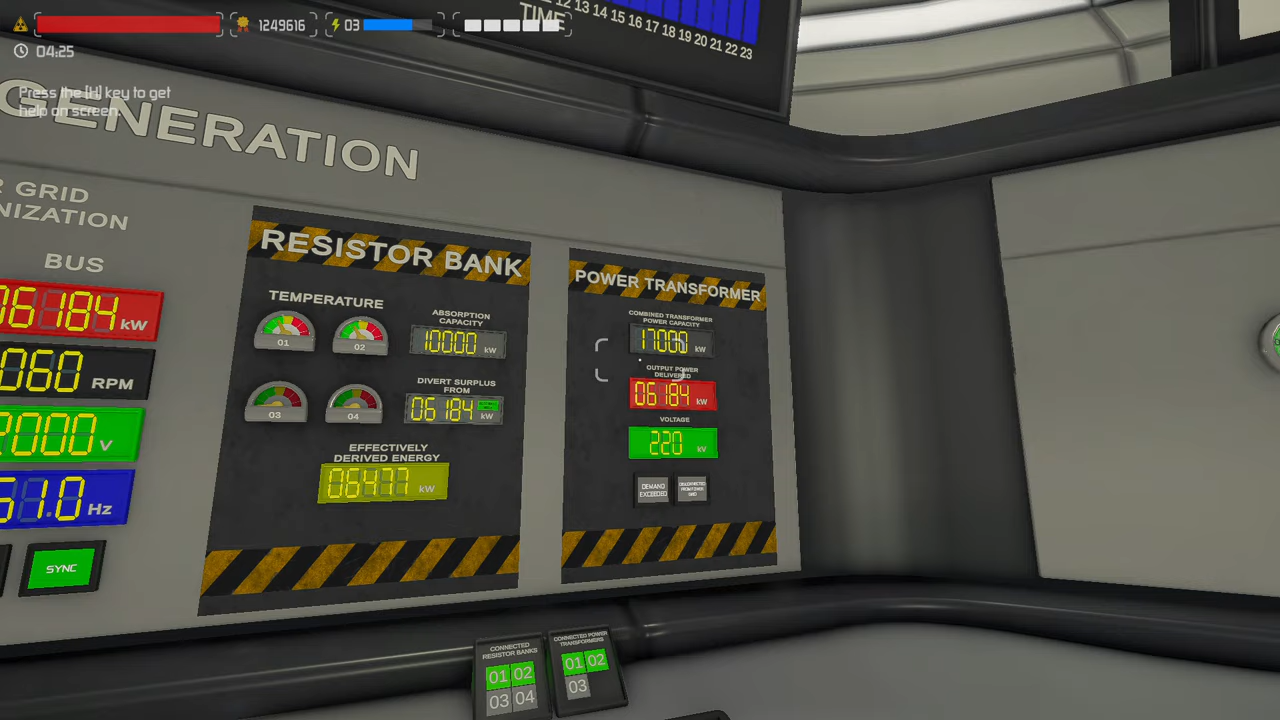 1249616
03
04:25
Press the [H] key to get
help on screen.
TIME
12 13 14 15 16 17 18 19 20 21 22 23
GENERATION
R GRID
NIZATION
BUS
06184 kW
060 RPM
2000 V
51.0 Hz
SYNC
RESISTOR BANK
TEMPERATURE
01
02
03
04
ABSORPTION
CAPACITY
10000 kW
DIVERT SURPLUS
FROM
06184 kW
EFFECTIVELY
DERIVED ENERGY
06477 kW
POWER TRANSFORMER
COMBINED TRANSFORMER
POWER CAPACITY
17000 kW
OUTPUT POWER
DELIVERED
06184 kW
VOLTAGE
220 kV
DEMAND
EXCEEDED
CONNECTED
RESISTOR BANKS
01 02
03 04
CONNECTED POWER
TRANSFORMERS
01 02
03